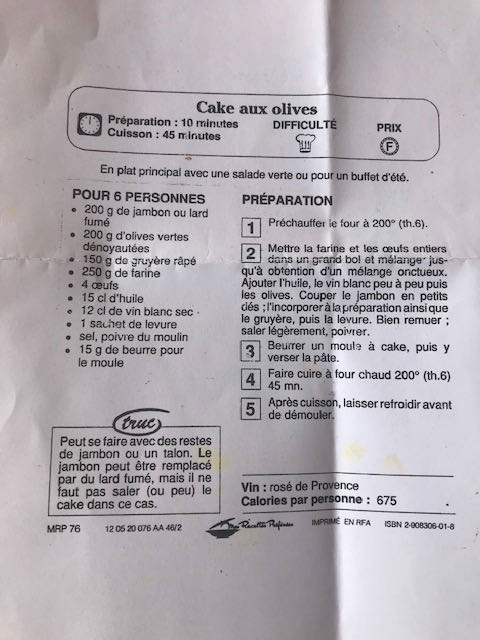 Cake aux olives
Préparation : 10 minutes
Cuisson : 45 minutes
DIFFICULTÉ
PRIX
F
En plat principal avec une salade verte ou pour un buffet d'été.
POUR 6 PERSONNES
• 200 g de jambon ou lard
fumé
• 200 g d'olives vertes
dénoyautées
• 150 g de gruyère râpé
• 250 g de farine
• 4 œufs
• 15 cl d'huile
• 12 cl de vin blanc sec
• 1 sachet de levure
• sel, poivre du moulin
• 15 g de beurre pour
le moule
PRÉPARATION
1 Préchauffer le four à 200° (th.6).
2 Mettre la farine et les œufs entiers
dans un grand bol et mélanger jus-
qu'à obtention d'un mélange onctueux.
Ajouter l'huile, le vin blanc peu à peu puis
les olives. Couper le jambon en petits
dés ; l'incorporer à la préparation ainsi que
le gruyère, puis la levure. Bien remuer ;
saler légèrement, poivrer.
3 Beurrer un moule à cake, puis y
verser la pâte.
4 Faire cuire à four chaud 200° (th.6)
45 mn.
5 Après cuisson, laisser refroidir avant
de démouler.
truc
Peut se faire avec des restes
de jambon ou un talon. Le
jambon peut être remplacé
par du lard fumé, mais il ne
faut pas saler (ou peu) le
cake dans ce cas.
Vin : rosé de Provence
Calories par personne : 675
MRP 76
12 05 20 076 AA 46/2
Mes Recettes Préférées
IMPRIMÉ EN RFA
ISBN 2-908306-01-8